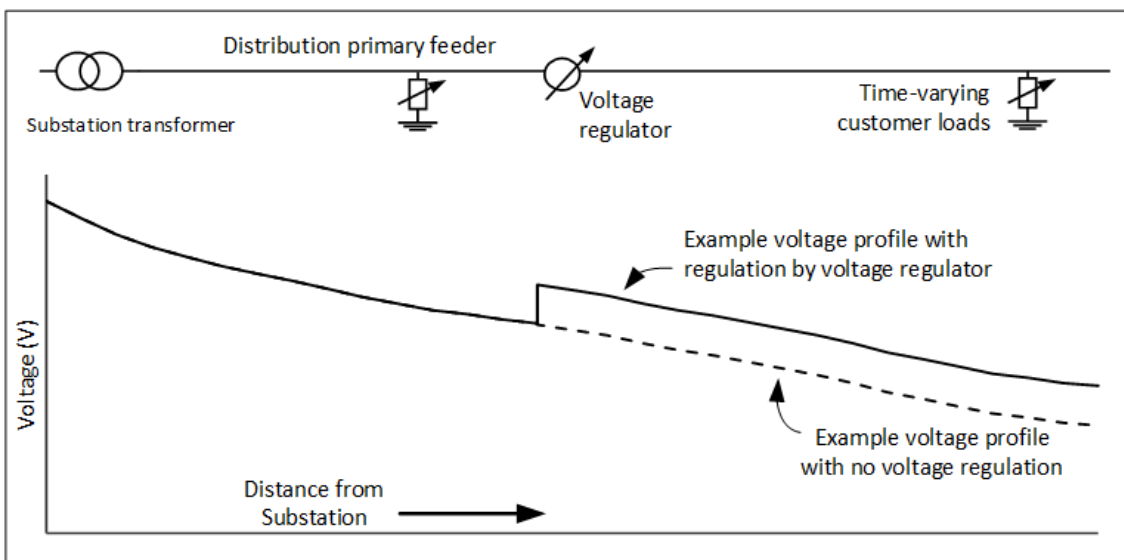 Distribution primary feeder
Substation transformer
Voltage
regulator
Time-varying
customer loads
Voltage (V)
Example voltage profile with
regulation by voltage regulator
Example voltage profile
with no voltage regulation
Distance from
Substation